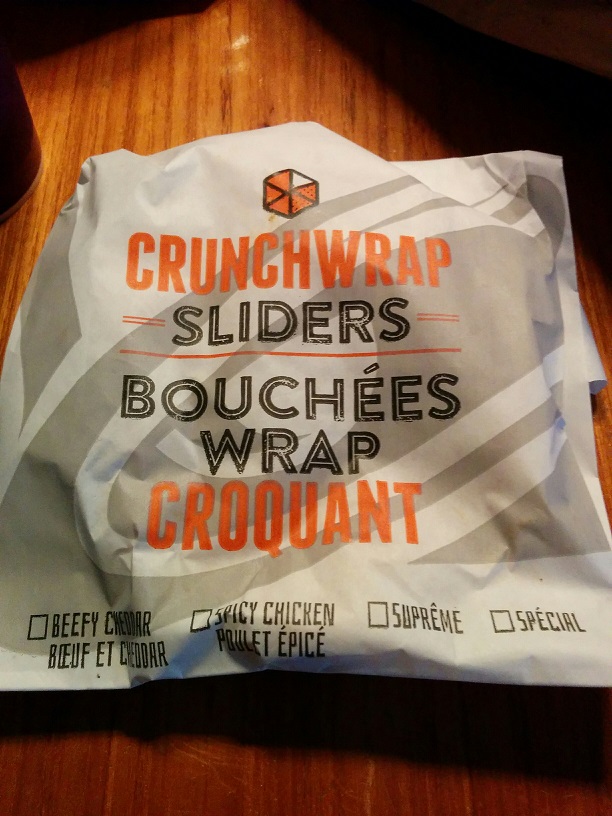 CRUNCHWRAP
SLIDERS
BOUCHÉES
WRAP
CROQUANT
BEEFY CHEDDAR
BŒUF ET CHEDDAR
SPICY CHICKEN
POULET ÉPICÉ
SUPRÊME
SPÉCIAL